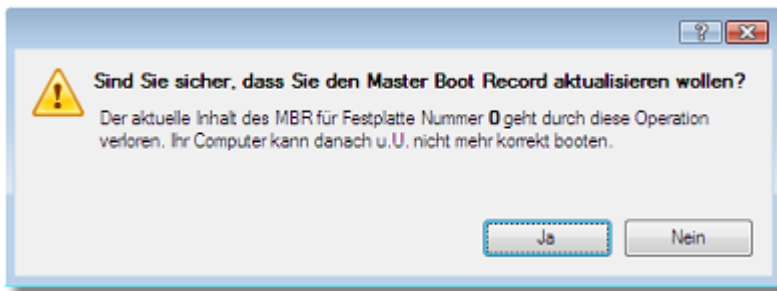 Sind Sie sicher, dass Sie den Master Boot Record aktualisieren wollen?
Der aktuelle Inhalt des MBR für Festplatte Nummer 0 geht durch diese Operation
verloren. Ihr Computer kann danach u.U. nicht mehr korrekt booten.
Ja Nein